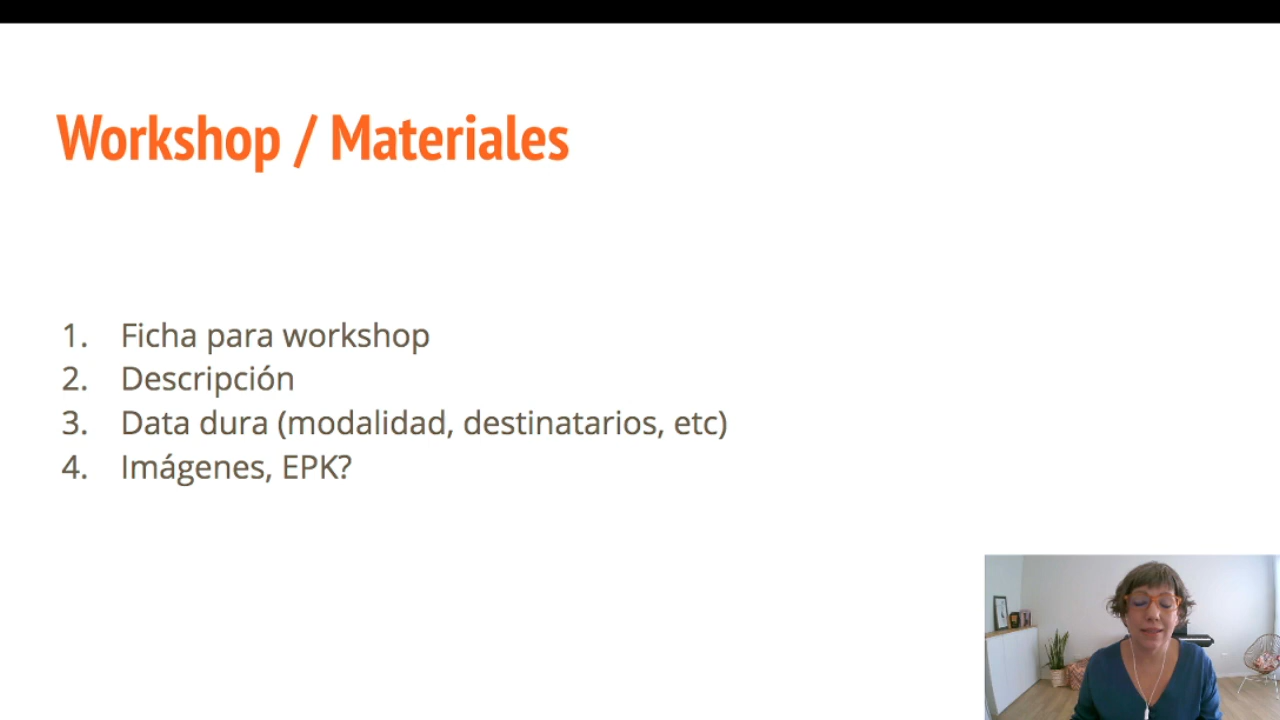 Workshop / Materiales
1. Ficha para workshop
2. Descripción
3. Data dura (modalidad, destinatarios, etc)
4. Imágenes, EPK?